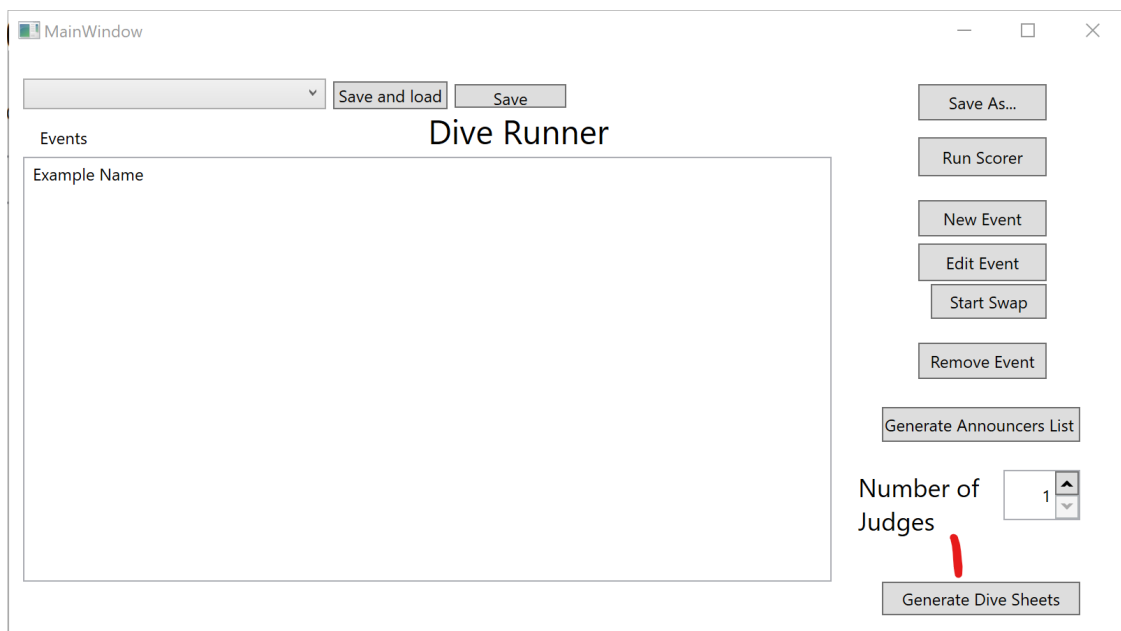 MainWindow
Save and load
Save
Save As...
Events
Dive Runner
Run Scorer
Example Name
New Event
Edit Event
Start Swap
Remove Event
Generate Announcers List
Number of
Judges
1
Generate Dive Sheets